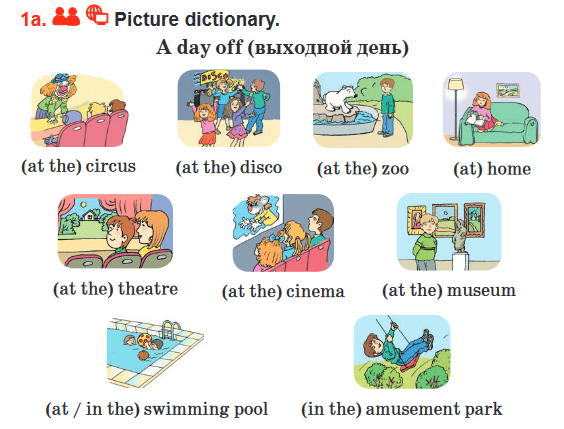 1a. Picture dictionary.
A day off (выходной день)
DISCO
(at the) circus (at the) disco (at the) zoo (at) home
(at the) theatre (at the) cinema (at the) museum
(at / in the) swimming pool (in the) amusement park